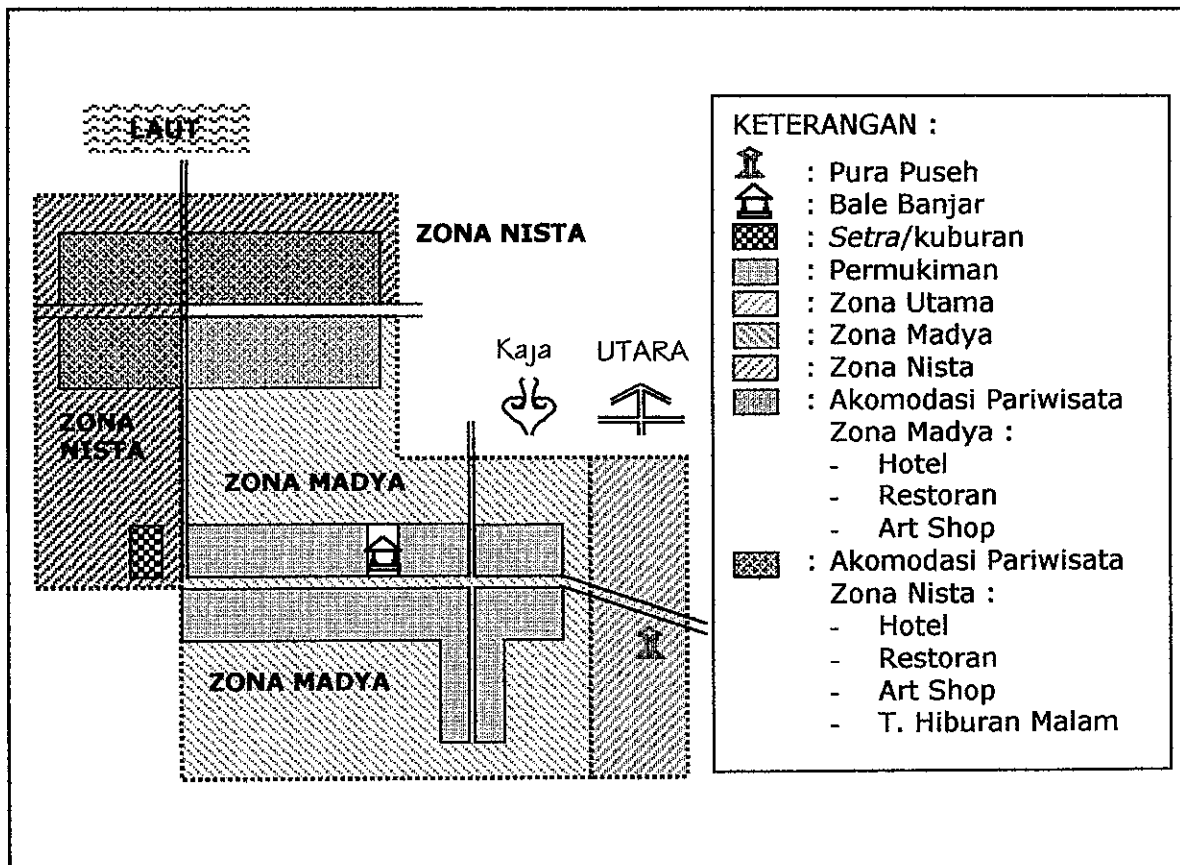 LAUT
ZONA NISTA
ZONA
NISTA
Kaja
UTARA
ZONA MADYA
ZONA MADYA
KETERANGAN :
: Pura Puseh
: Bale Banjar
: Setra/kuburan
: Permukiman
: Zona Utama
: Zona Madya
: Zona Nista
: Akomodasi Pariwisata
Zona Madya :
- Hotel
- Restoran
- Art Shop
: Akomodasi Pariwisata
Zona Nista :
- Hotel
- Restoran
- Art Shop
- T. Hiburan Malam